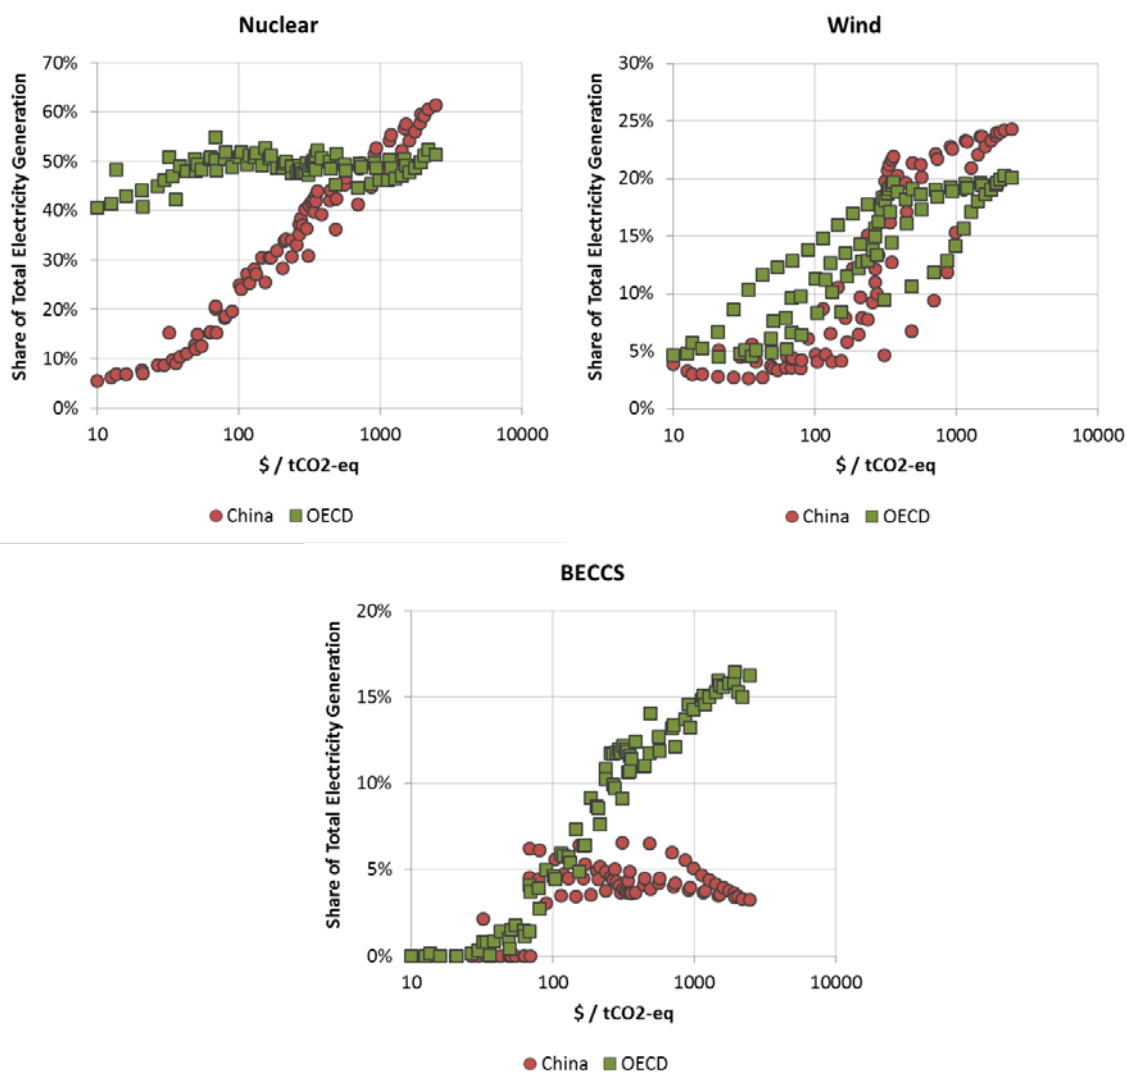 Nuclear
Share of Total Electricity Generation
70%
60%
50%
40%
30%
20%
10%
0%
10 100 1000 10000
$ / tCO2-eq
China OECD
Wind
Share of Total Electricity Generation
30%
25%
20%
15%
10%
5%
0%
10 100 1000 10000
$ / tCO2-eq
China OECD
BECCS
Share of Total Electricity Generation
20%
15%
10%
5%
0%
10 100 1000 10000
$ / tCO2-eq
China OECD